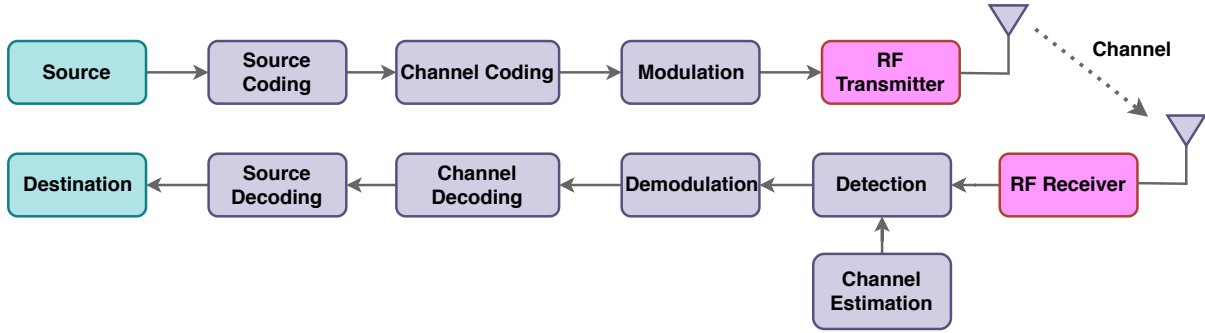 Source
Source
Coding
Channel Coding
Modulation
RF
Transmitter
Channel
Destination
Source
Decoding
Channel
Decoding
Demodulation
Detection
RF Receiver
Channel
Estimation